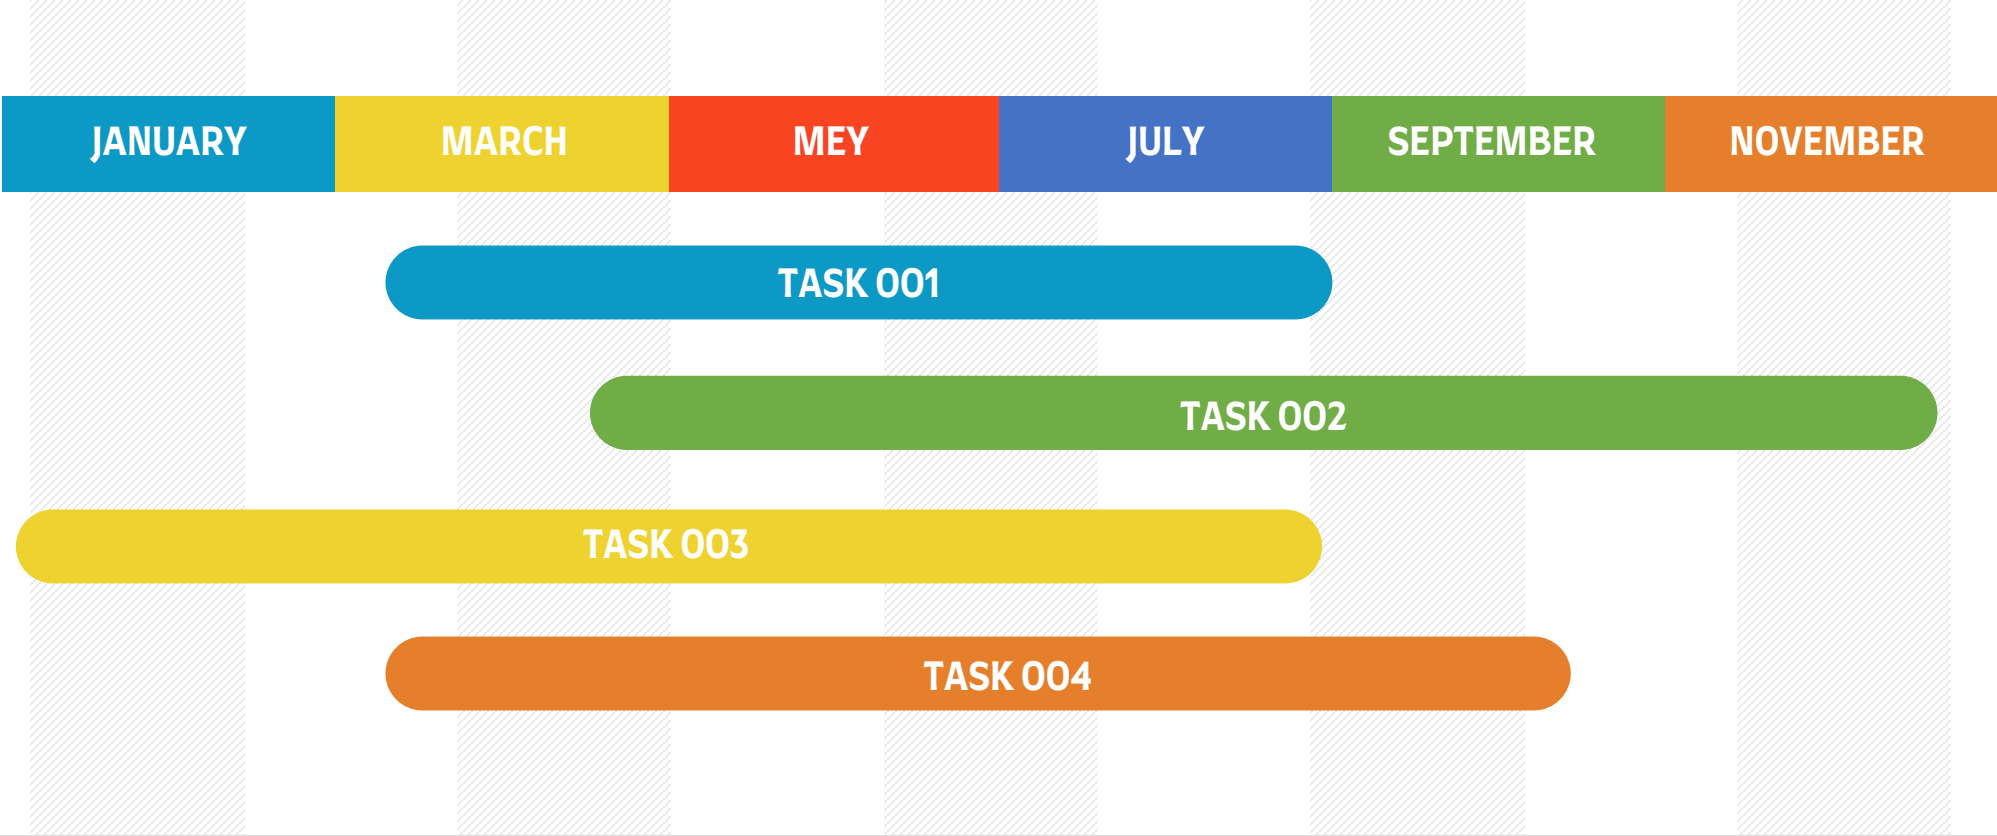 JANUARY
MARCH
MEY
JULY
SEPTEMBER
NOVEMBER
TASK 001
TASK 002
TASK 003
TASK 004